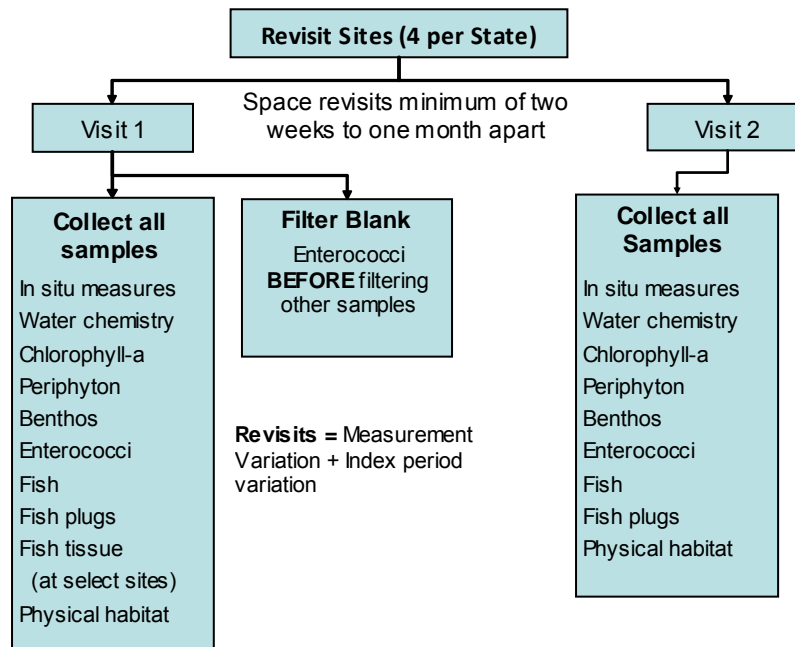 Revisit Sites (4 per State)
Space revisits minimum of two
weeks to one month apart
Visit 1
Visit 2
Collect all
samples
In situ measures
Water chemistry
Chlorophyll-a
Periphyton
Benthos
Enterococci
Fish
Fish plugs
Fish tissue
(at select sites)
Physical habitat
Filter Blank
Enterococci
BEFORE filtering
other samples
Revisits = Measurement
Variation + Index period
variation
Collect all
Samples
In situ measures
Water chemistry
Chlorophyll-a
Periphyton
Benthos
Enterococci
Fish
Fish plugs
Physical habitat